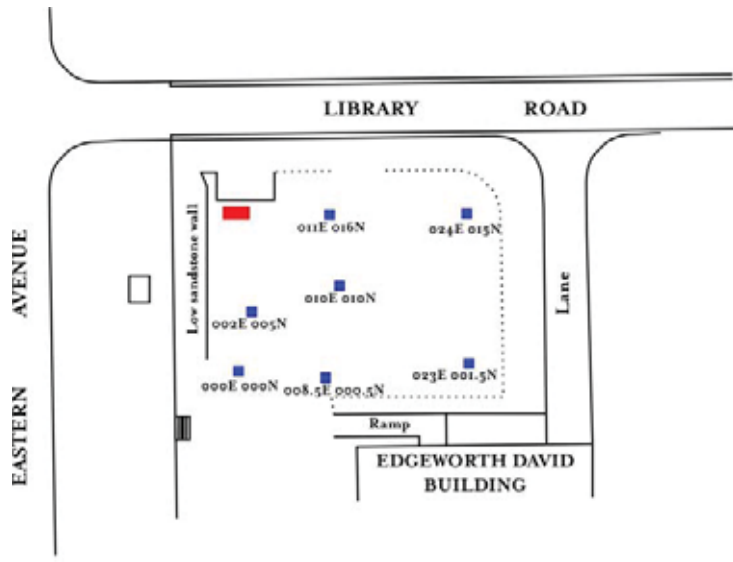 LIBRARY ROAD
011E 016N
024E 015N
010E 010N
002E 005N
000E 000N
008.5E 000.5N
023E 001.5N
Low sandstone wall
EASTERN AVENUE
Lane
Ramp
EDGEWORTH DAVID
BUILDING